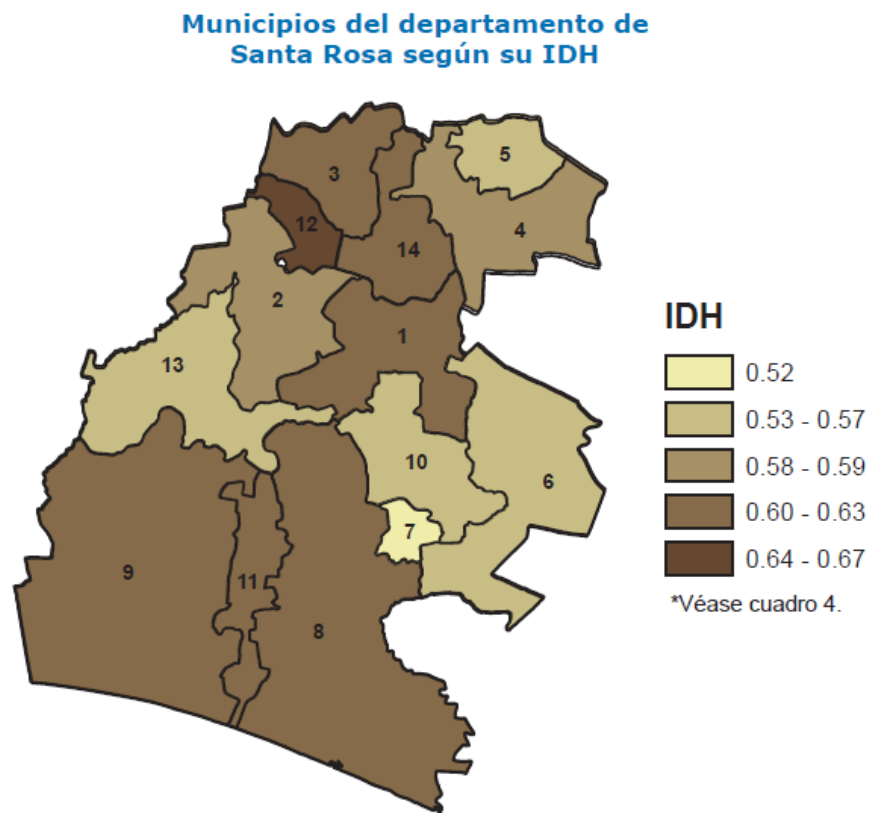 Municipios del departamento de
Santa Rosa según su IDH
5
3
12
4
14
2
1
13
10
6
7
9
11
8
IDH
0.52
0.53 - 0.57
0.58 - 0.59
0.60 - 0.63
0.64 - 0.67
*Véase cuadro 4.